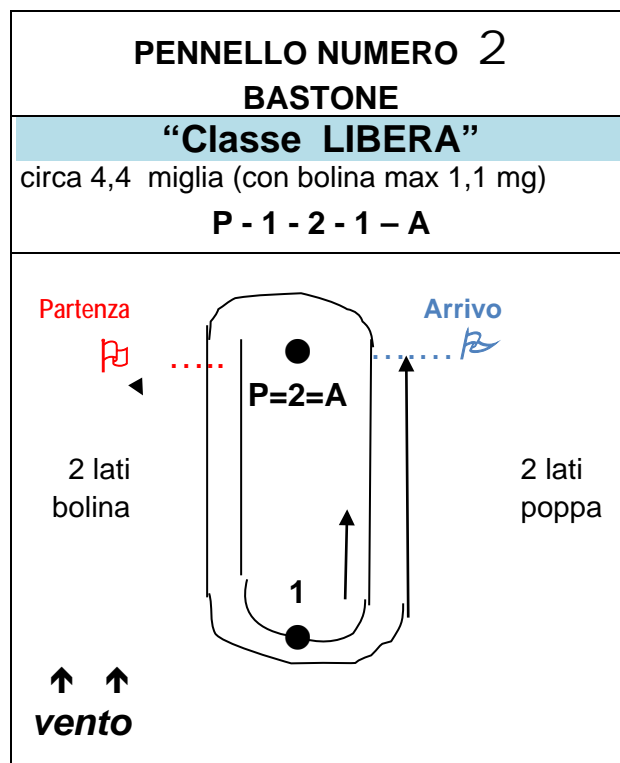 PENNELLO NUMERO 2
BASTONE
“Classe LIBERA”
circa 4,4 miglia (con bolina max 1,1 mg)
P - 1 - 2 - 1 – A
Partenza
Arrivo
P=2=A
2 lati
bolina
2 lati
poppa
1
vento